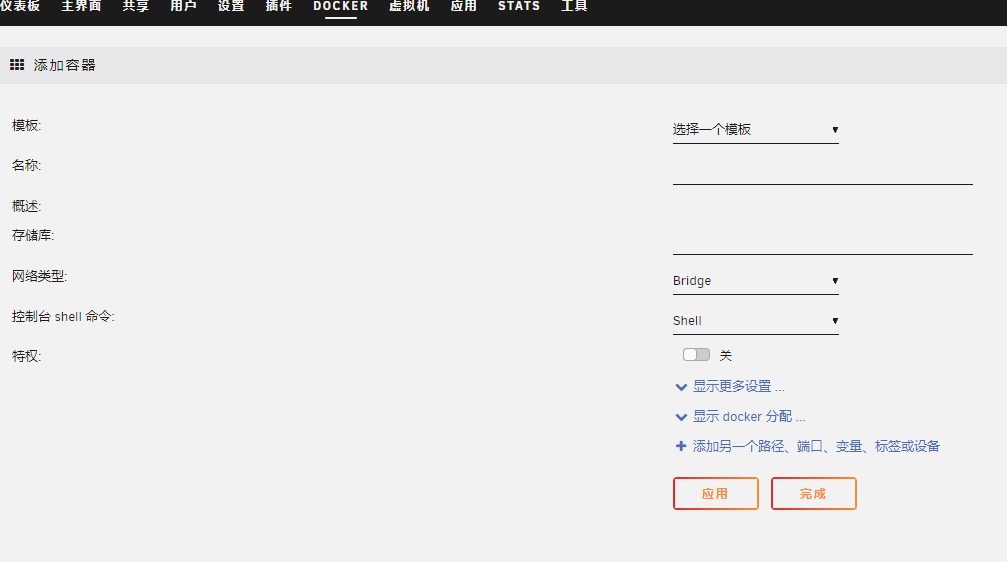 仪表板 主界面 共享 用户 设置 插件 DOCKER 虚拟机 应用 STATS 工具
添加容器
模板: 选择一个模板
名称:
概述:
存储库:
网络类型: Bridge
控制台 shell 命令: Shell
特权: 关
显示更多设置 ...
显示 docker 分配 ...
添加另一个路径、端口、变量、标签或设备
应用 完成